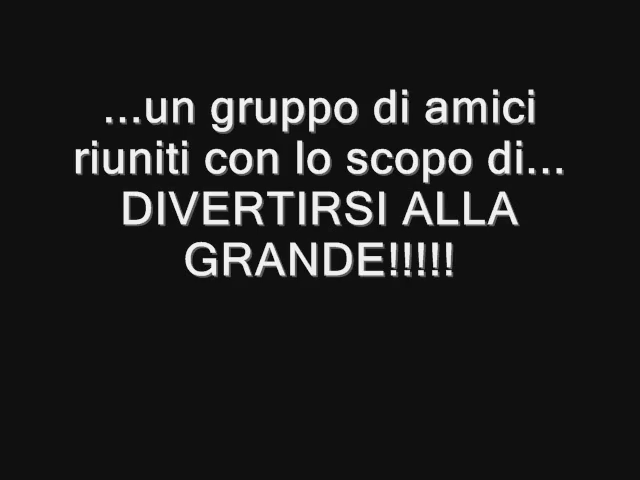 ...un gruppo di amici
riuniti con lo scopo di...
DIVERTIRSI ALLA
GRANDE!!!!!